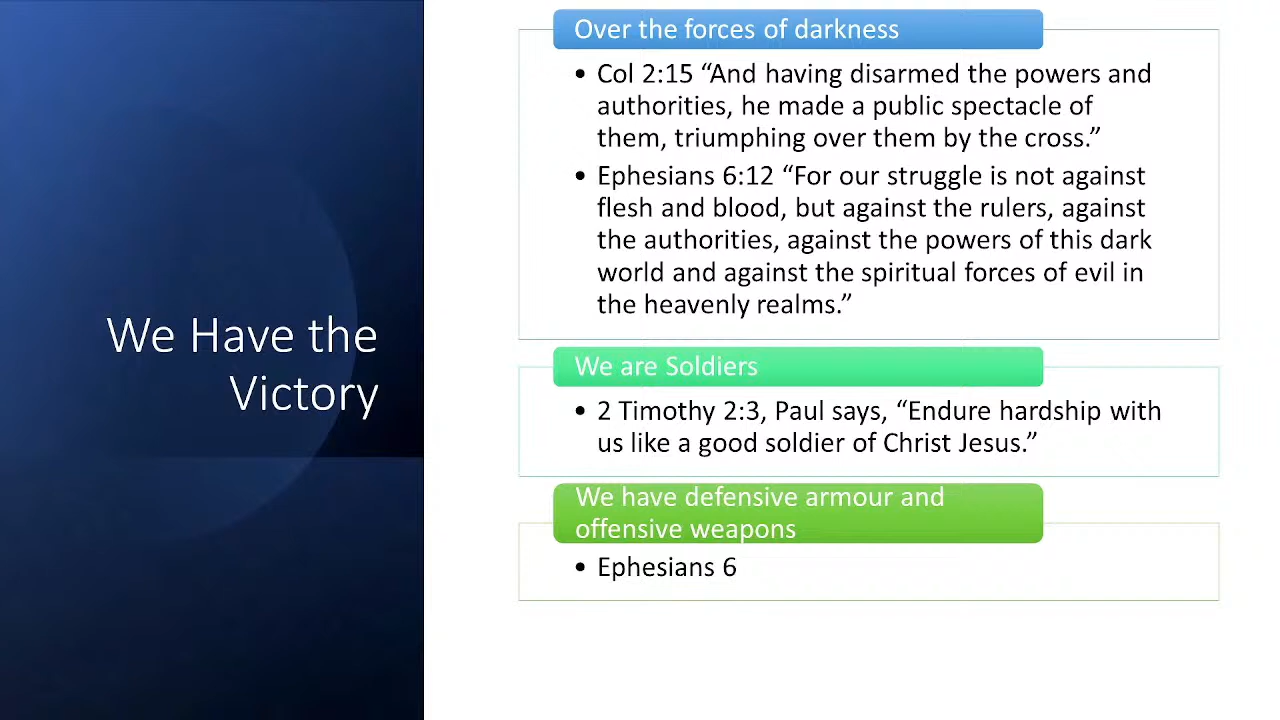 We Have the
Victory
Over the forces of darkness
• Col 2:15 “And having disarmed the powers and
authorities, he made a public spectacle of
them, triumphing over them by the cross.”
• Ephesians 6:12 “For our struggle is not against
flesh and blood, but against the rulers, against
the authorities, against the powers of this dark
world and against the spiritual forces of evil in
the heavenly realms.”
We are Soldiers
• 2 Timothy 2:3, Paul says, “Endure hardship with
us like a good soldier of Christ Jesus.”
We have defensive armour and
offensive weapons
• Ephesians 6